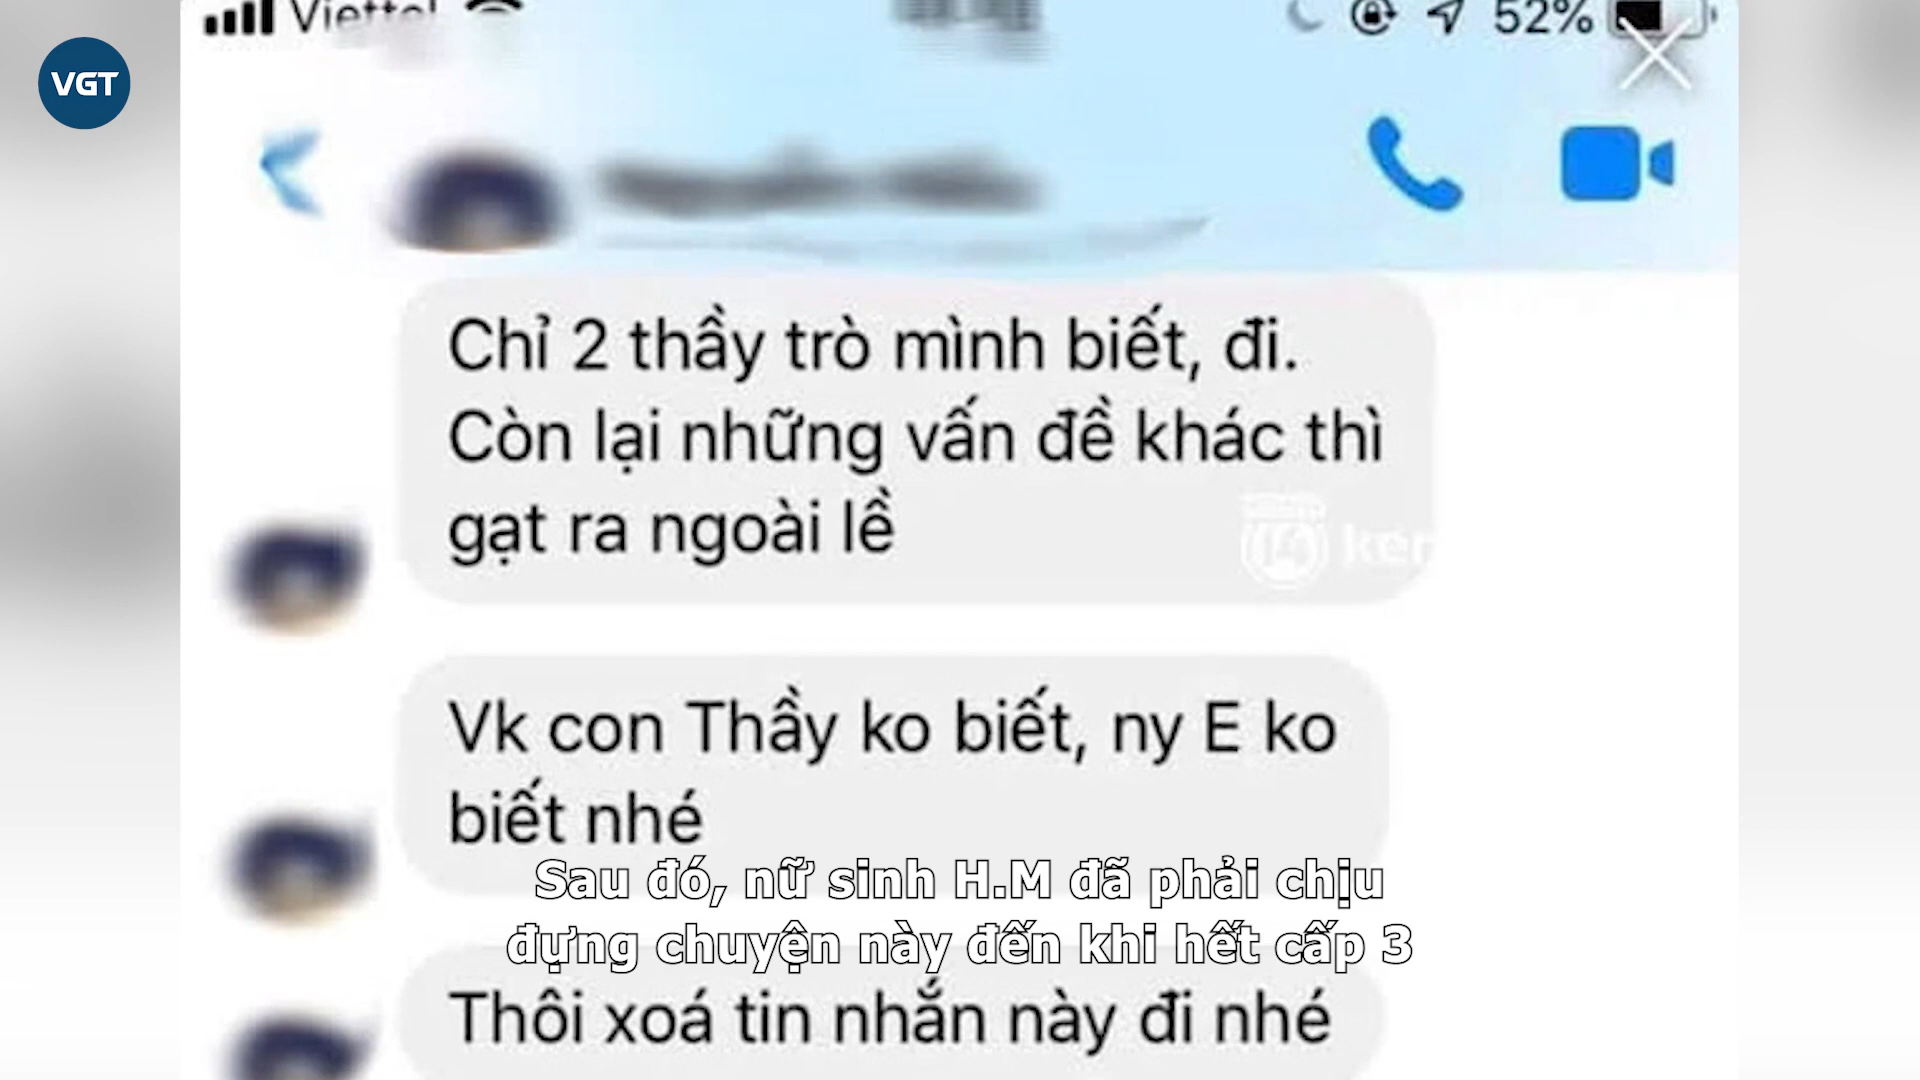 Viettel
52%
VGT
Chỉ 2 thầy trò mình biết, đi.
Còn lại những vấn đề khác thì
gạt ra ngoài lề
Vk con Thầy ko biết, ny E ko
biết nhé
Sau đó, nữ sinh H.M đã phải chịu
đựng chuyện này đến khi hết cấp 3
Thôi xoá tin nhắn này đi nhé